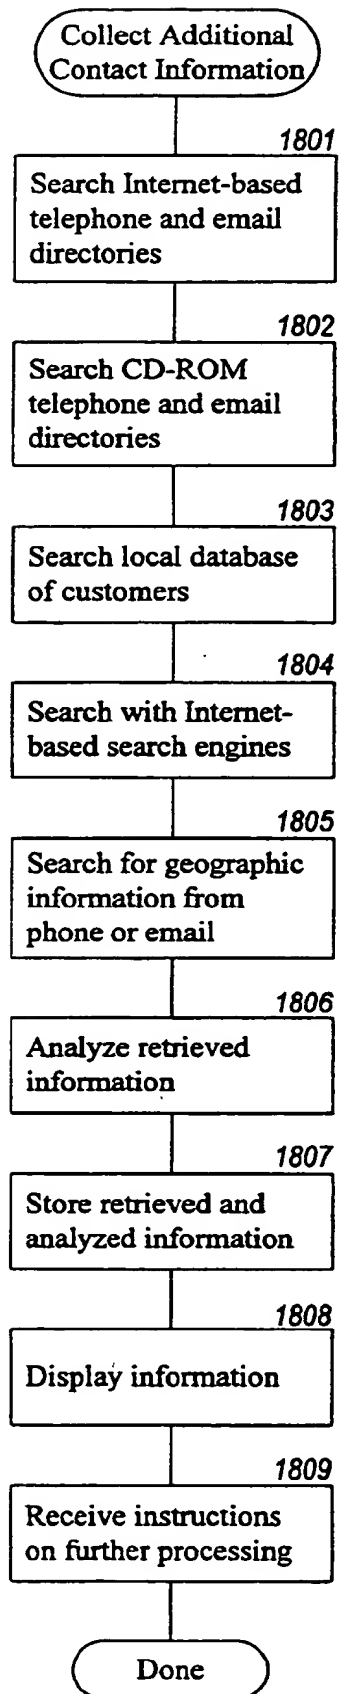 Collect Additional
Contact Information
1801
Search Internet-based
telephone and email
directories
1802
Search CD-ROM
telephone and email
directories
1803
Search local database
of customers
1804
Search with Internet-
based search engines
1805
Search for geographic
information from
phone or email
1806
Analyze retrieved
information
1807
Store retrieved and
analyzed information
1808
Display information
1809
Receive instructions
on further processing
Done